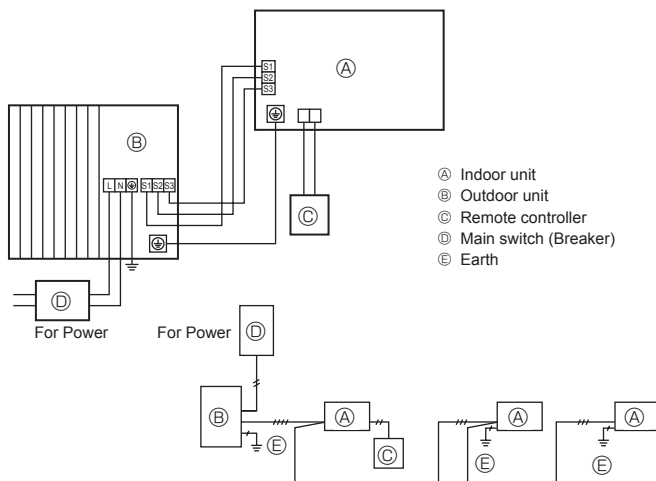 S1
S2
S3
Ⓐ
Ⓑ
L N S1 S2 S3
Ⓒ
Ⓐ Indoor unit
Ⓑ Outdoor unit
Ⓒ Remote controller
Ⓓ Main switch (Breaker)
Ⓔ Earth
Ⓓ
For Power
For Power
Ⓓ
Ⓑ
Ⓔ
Ⓐ
Ⓒ
Ⓐ
Ⓔ
Ⓐ
Ⓔ